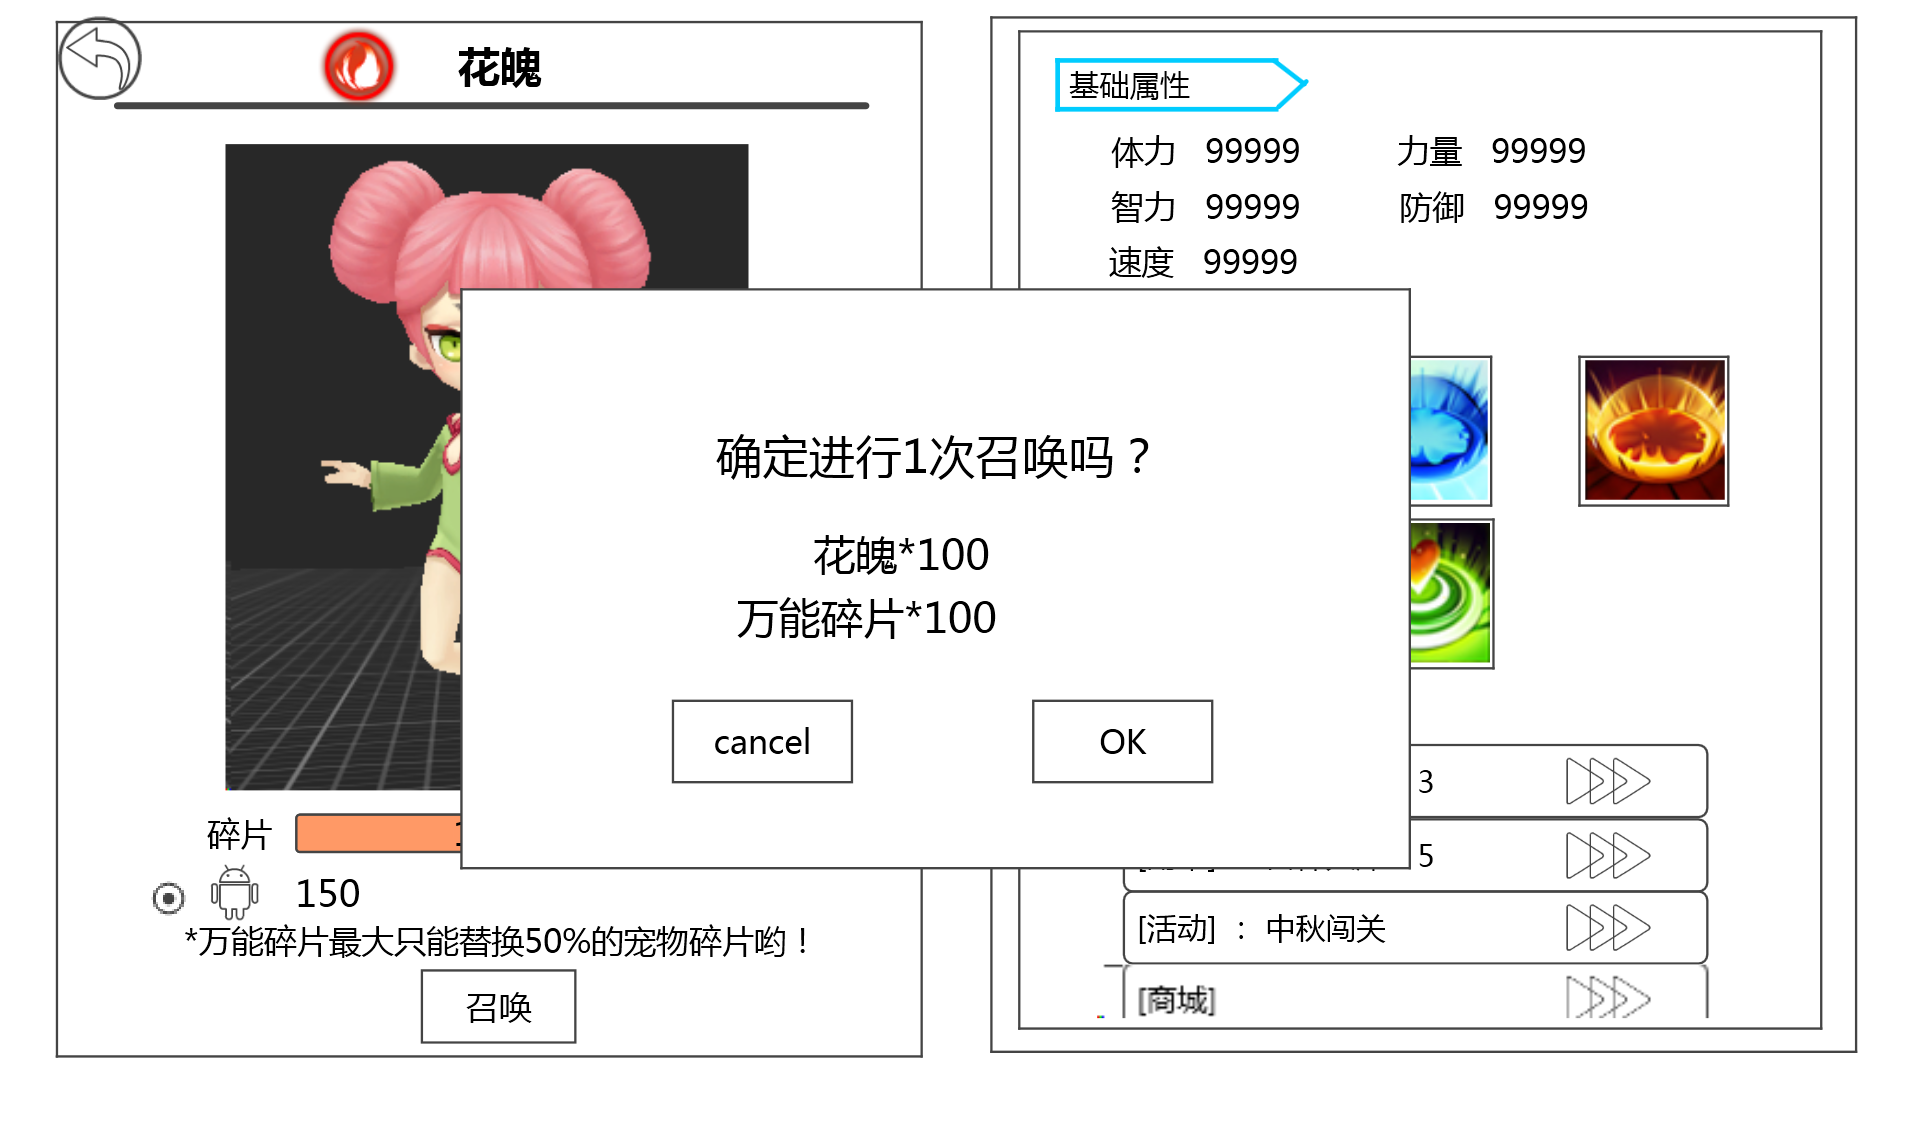 花魄
基础属性
体力 99999 力量 99999
智力 99999 防御 99999
速度 99999
确定进行1次召唤吗？
花魄*100
万能碎片*100
cancel OK
3
5
[活动] ： 中秋闯关
[商城]
碎片
150
*万能碎片最大只能替换50%的宠物碎片哟！
召唤